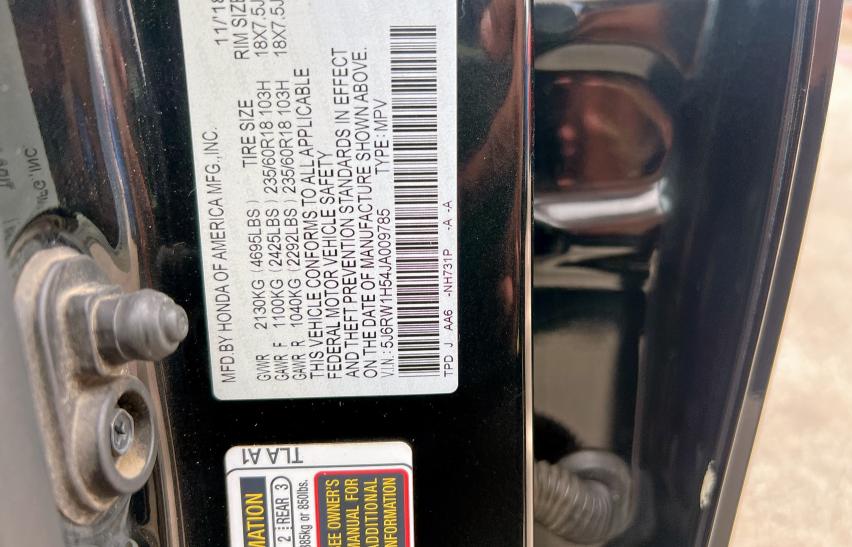 MFD.BY HONDA OF AMERICA MFG.,INC. 11/'18
GVWR 2130KG (4695LBS) TIRE SIZE RIM SIZE
GAWR F 1100KG (2425LBS) 235/60R18 103H 18X7.5J
GAWR R 1040KG (2292LBS) 235/60R18 103H 18X7.5J
THIS VEHICLE CONFORMS TO ALL APPLICABLE
FEDERAL MOTOR VEHICLE SAFETY
AND THEFT PREVENTION STANDARDS IN EFFECT
ON THE DATE OF MANUFACTURE SHOWN ABOVE.
V.I.N.:5J6RW1H54JA009785 TYPE:MPV
TPD J AA6 -NH731P -A -A
TLA A1
MATION
2 REAR 3
385kg or 850lbs.
EE OWNER'S
MANUAL FOR
ADDITIONAL
NFORMATION
INC